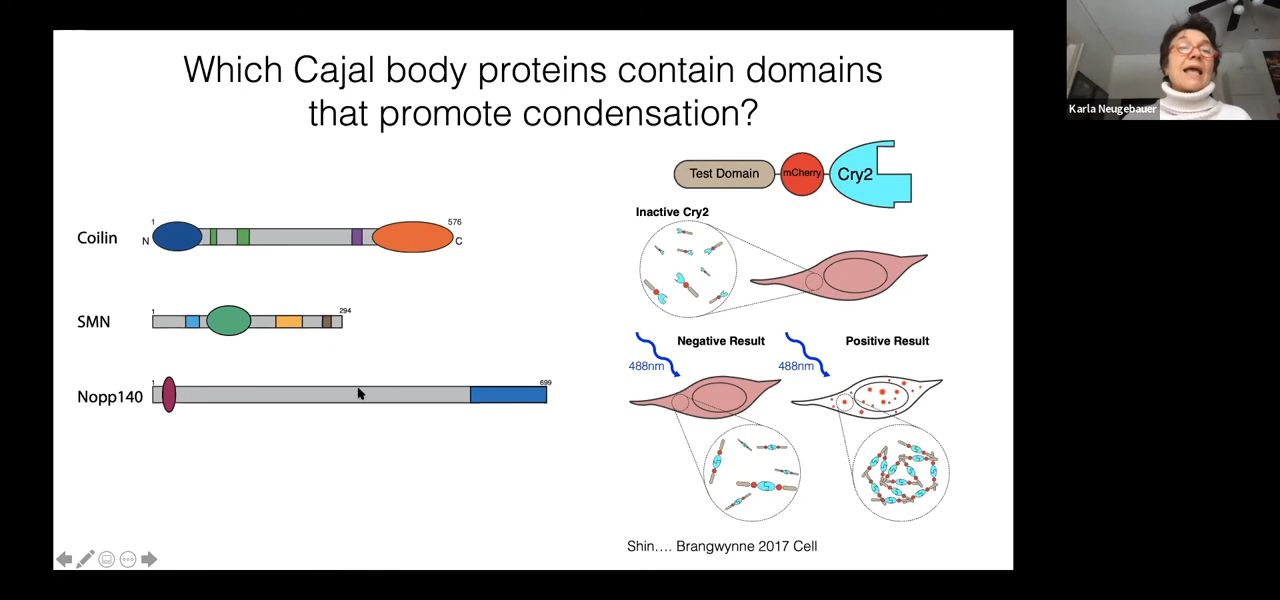 Which Cajal body proteins contain domains
that promote condensation?
Coilin
1
576
N
C
SMN
1
294
Nopp140
1
699
Test Domain
mCherry
Cry2
Inactive Cry2
Negative Result
Positive Result
488nm
488nm
Shin…. Brangwynne 2017 Cell
Karla Neugebauer